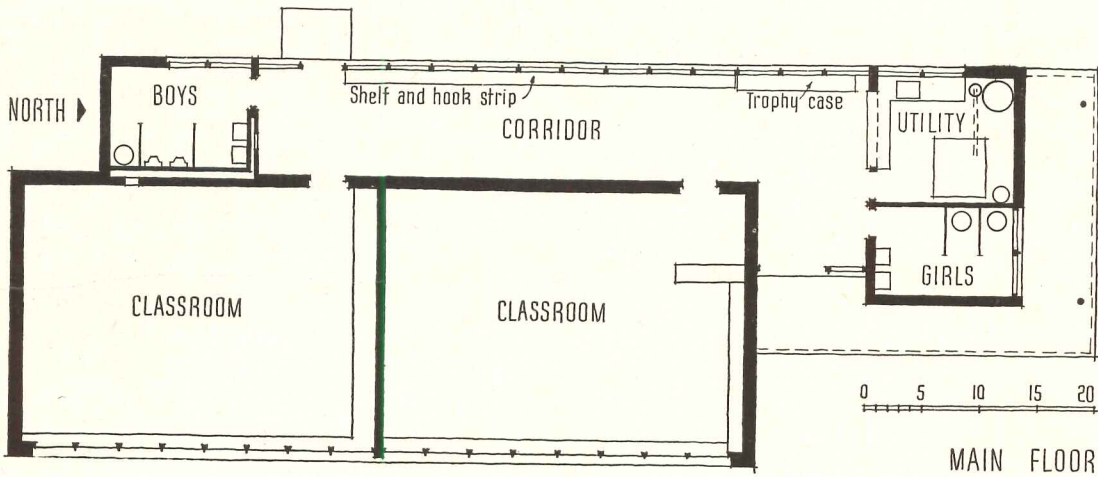 BOYS
NORTH
Shelf and hook strip
Trophy case
CORRIDOR
UTILITY
GIRLS
CLASSROOM
CLASSROOM
0 5 10 15 20
MAIN FLOOR